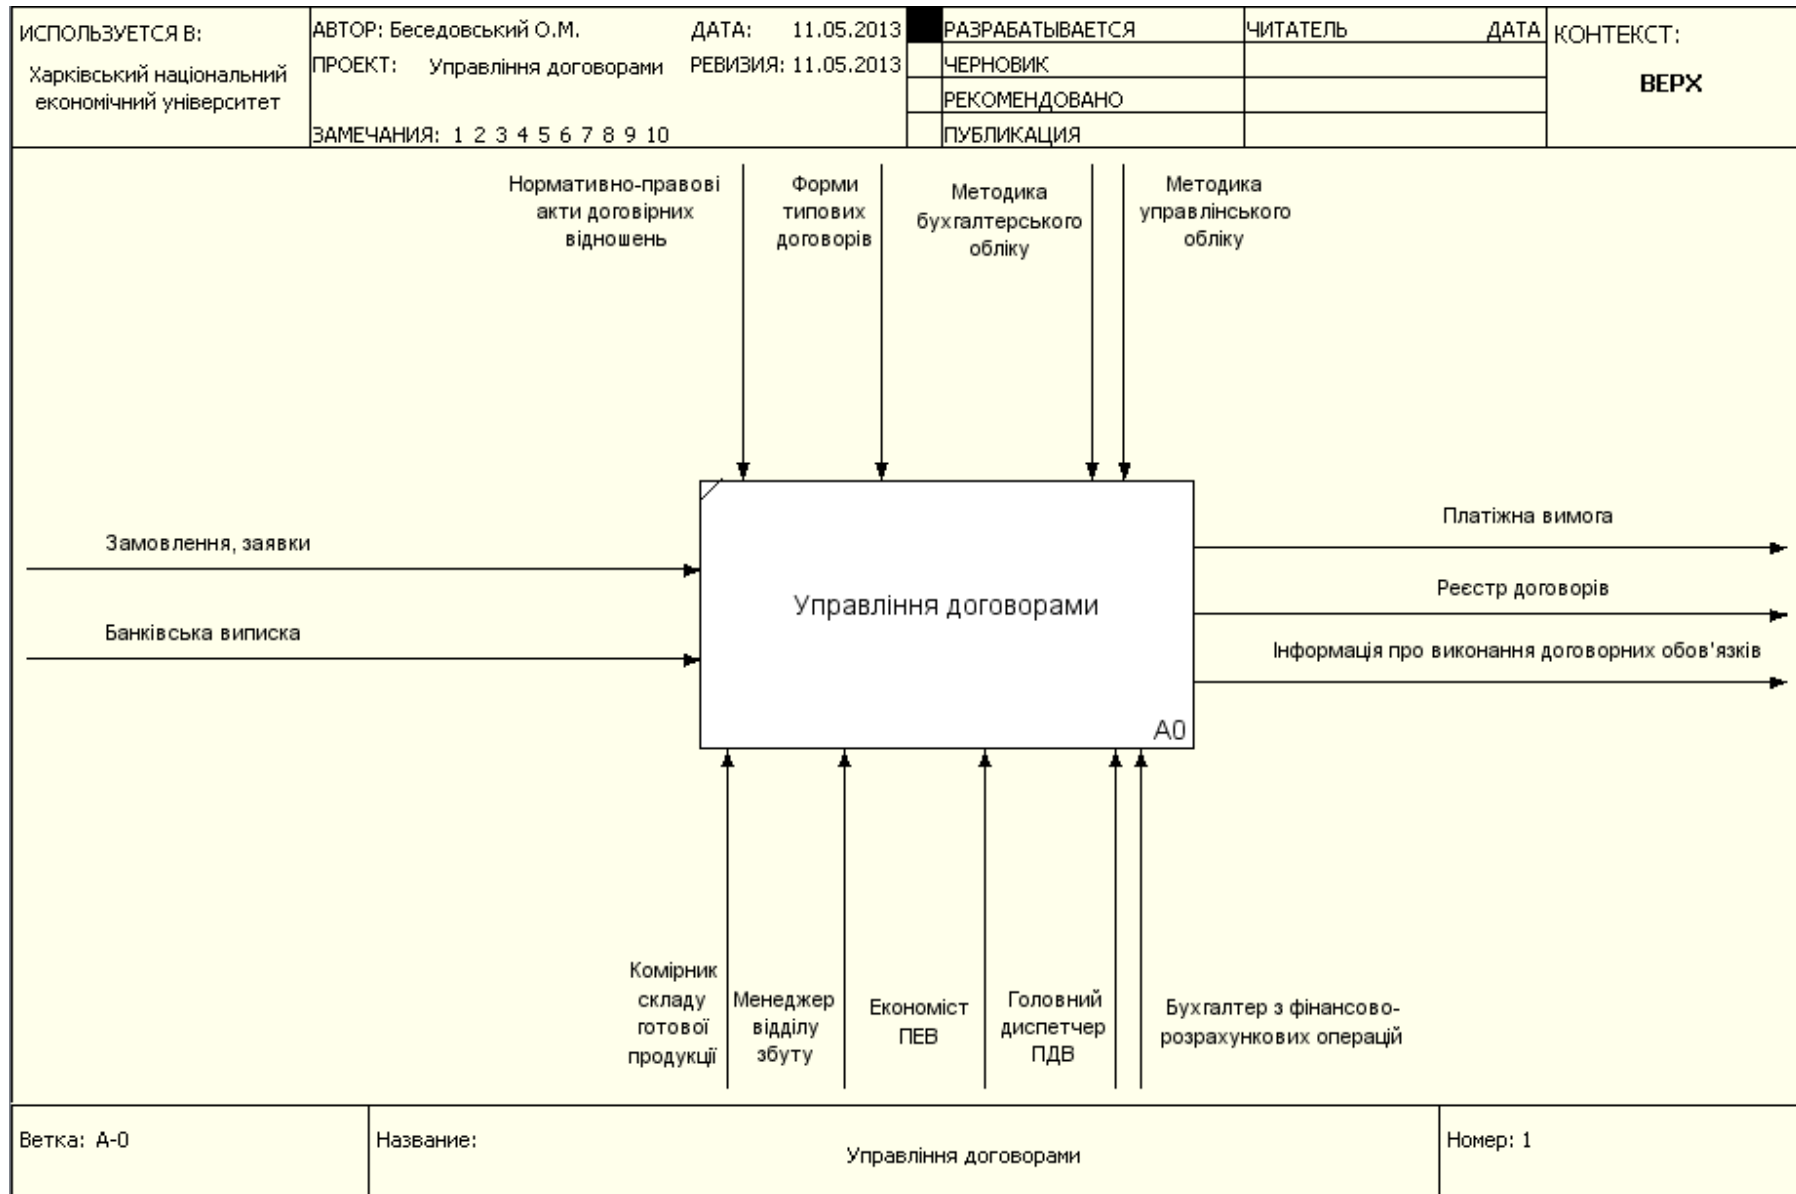 ИСПОЛЬЗУЕТСЯ В:
Харківський національний
економічний університет
АВТОР: Беседовський О.М.
ДАТА: 11.05.2013
ПРОЕКТ: Управління договорами
РЕВИЗИЯ: 11.05.2013
ЗАМЕЧАНИЯ: 1 2 3 4 5 6 7 8 9 10
РАЗРАБАТЫВАЕТСЯ
ЧЕРНОВИК
РЕКОМЕНДОВАНО
ПУБЛИКАЦИЯ
ЧИТАТЕЛЬ ДАТА
КОНТЕКСТ:
ВЕРХ
Нормативно-правові
акти договірних
відношень
Форми
типових
договорів
Методика
бухгалтерського
обліку
Методика
управлінського
обліку
Замовлення, заявки
Банківська виписка
Управління договорами
A0
Платіжна вимога
Реєстр договорів
Інформація про виконання договорних обов'язків
Комірник
складу
готової
продукції
Менеджер
відділу
збуту
Економіст
ПЕВ
Головний
диспетчер
ПДВ
Бухгалтер з фінансово-
розрахункових операцій
Ветка: A-0
Название:
Управління договорами
Номер: 1